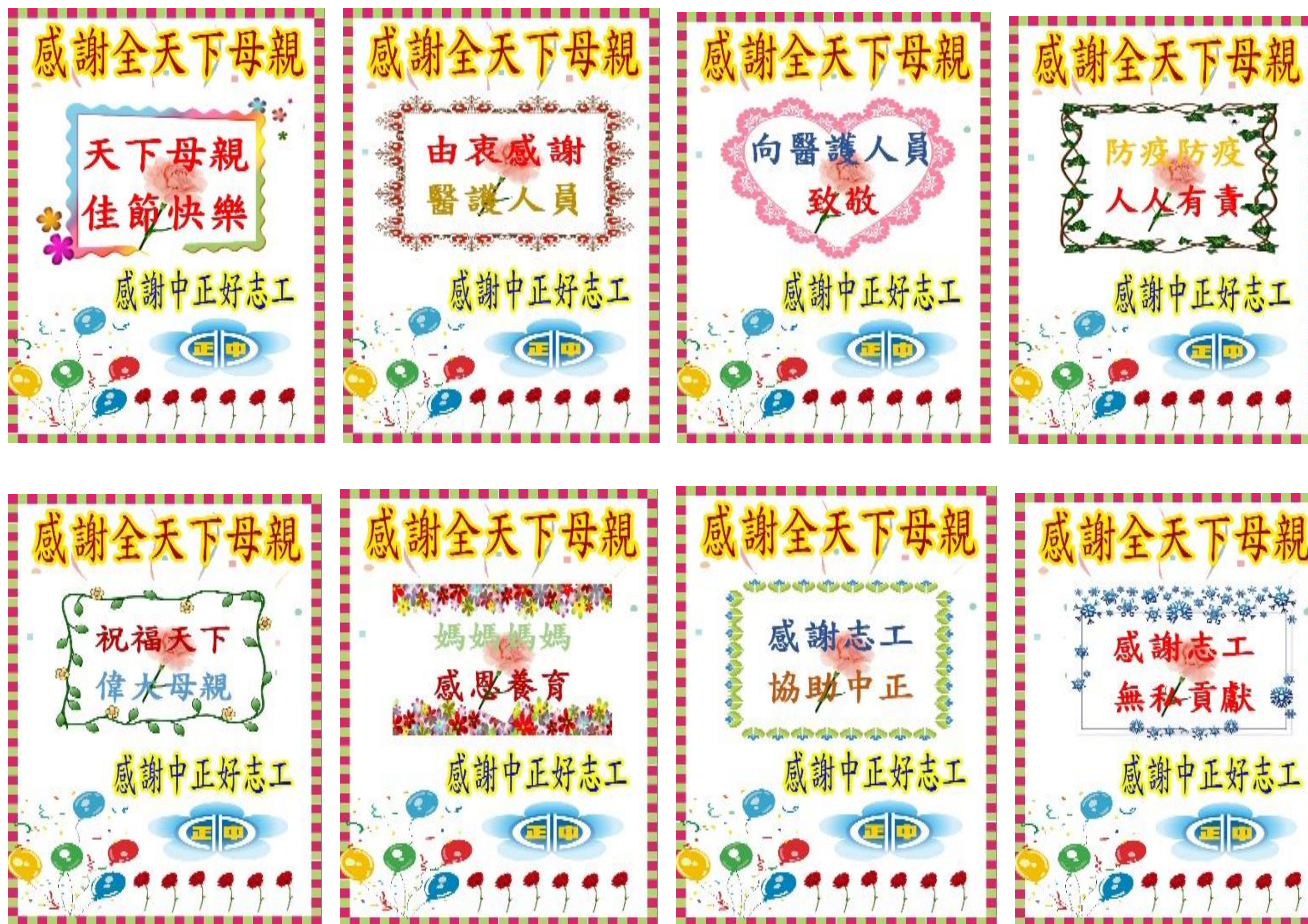 感謝全天下母親
天下母親
佳節快樂
感謝中正好志工
正中
感謝全天下母親
由衷感謝
醫護人員
感謝中正好志工
正中
感謝全天下母親
向醫護人員
致敬
感謝中正好志工
正中
感謝全天下母親
防疫防疫
人人有責
感謝中正好志工
正中
感謝全天下母親
祝福天下
偉大母親
感謝中正好志工
正中
感謝全天下母親
媽媽媽媽
感恩養育
感謝中正好志工
正中
感謝全天下母親
感謝志工
協助中正
感謝中正好志工
正中
感謝全天下母親
感謝志工
無私貢獻
感謝中正好志工
正中